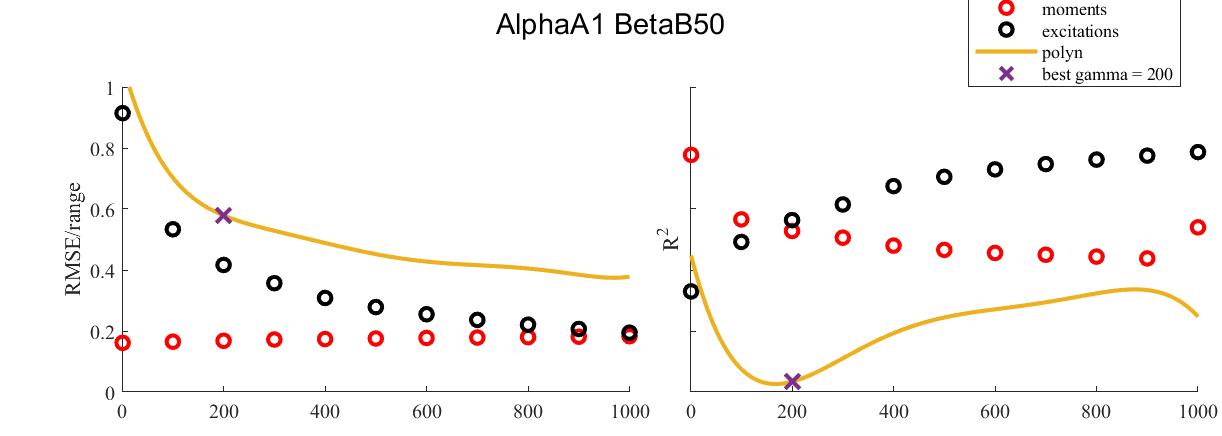 AlphaA1 BetaB50
moments
excitations
polyn
best gamma = 200
RMSE/range
1
0.8
0.6
0.4
0.2
0
0 200 400 600 800 1000
R²
0 200 400 600 800 1000